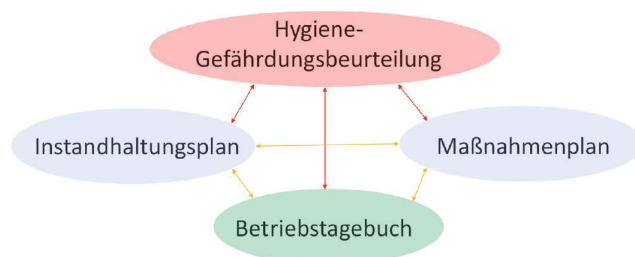 Hygiene-
Gefährdungsbeurteilung
Instandhaltungsplan
Maßnahmenplan
Betriebstagebuch